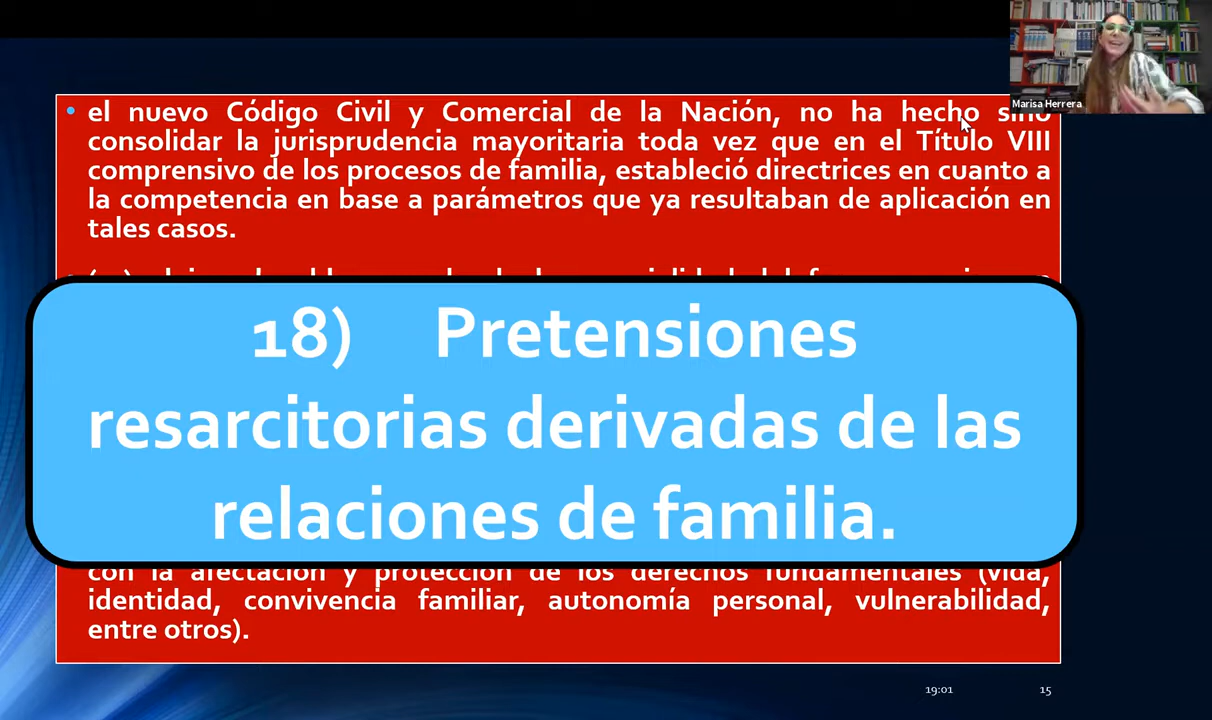 Marisa Herrera
el nuevo Código Civil y Comercial de la Nación, no ha hecho sino
consolidar la jurisprudencia mayoritaria toda vez que en el Título VIII
comprensivo de los procesos de familia, estableció directrices en cuanto a
la competencia en base a parámetros que ya resultaban de aplicación en
tales casos.
18) Pretensiones
resarcitorias derivadas de las
relaciones de familia.
con la afectación y protección de los derechos fundamentales (vida,
identidad, convivencia familiar, autonomía personal, vulnerabilidad,
entre otros).
19:01
15